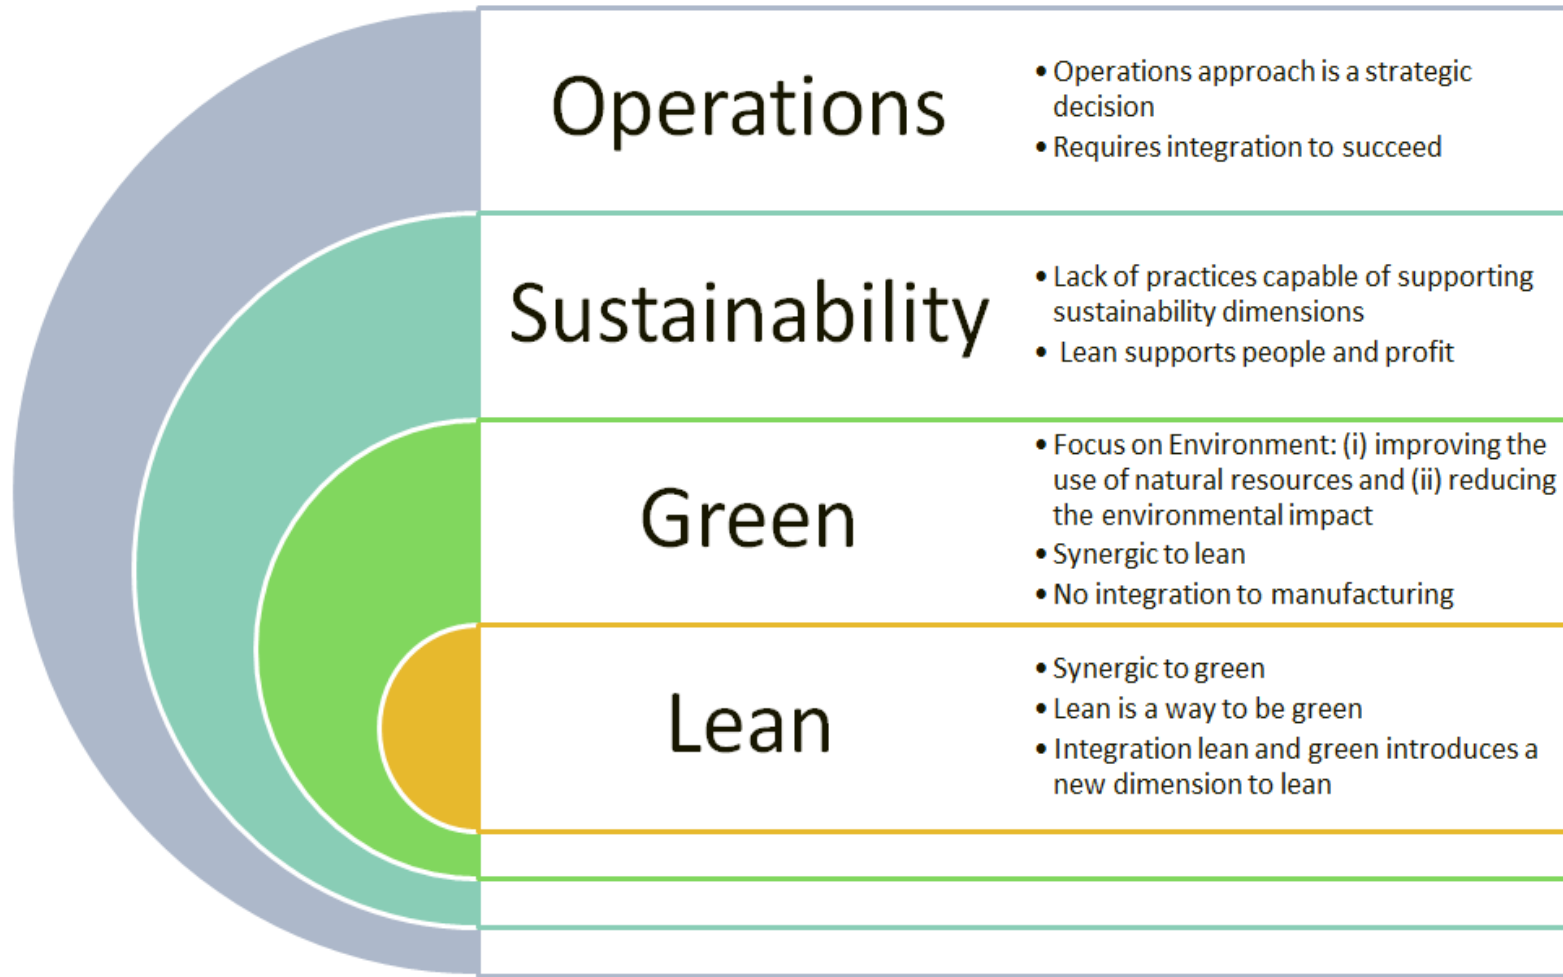 Operations
• Operations approach is a strategic
decision
• Requires integration to succeed
Sustainability
• Lack of practices capable of supporting
sustainability dimensions
• Lean supports people and profit
Green
• Focus on Environment: (i) improving the
use of natural resources and (ii) reducing
the environmental impact
• Synergic to lean
• No integration to manufacturing
Lean
• Synergic to green
• Lean is a way to be green
• Integration lean and green introduces a
new dimension to lean